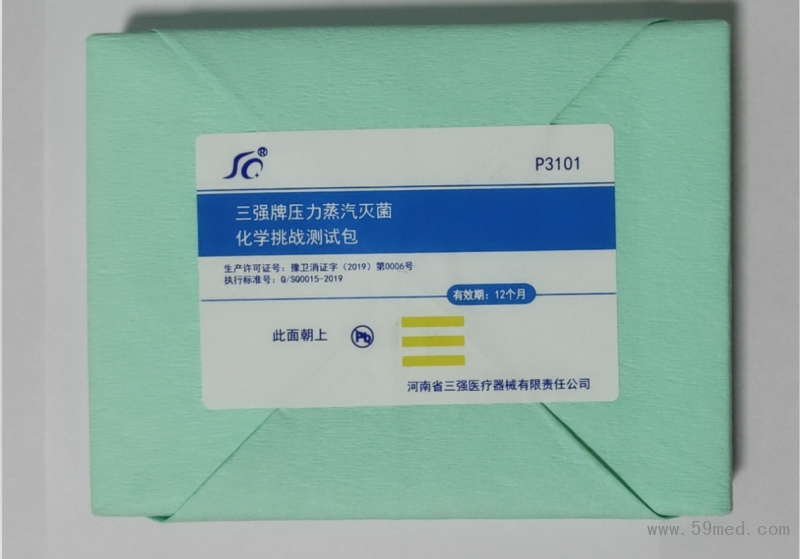 SQ®
P3101
三强牌压力蒸汽灭菌
化学挑战测试包
生产许可证号：豫卫消证字（2019）第0006号
执行标准号：Q/SQ0015-2019
有效期：12个月
此面朝上
Pb
河南省三强医疗器械有限责任公司
www.59med.com